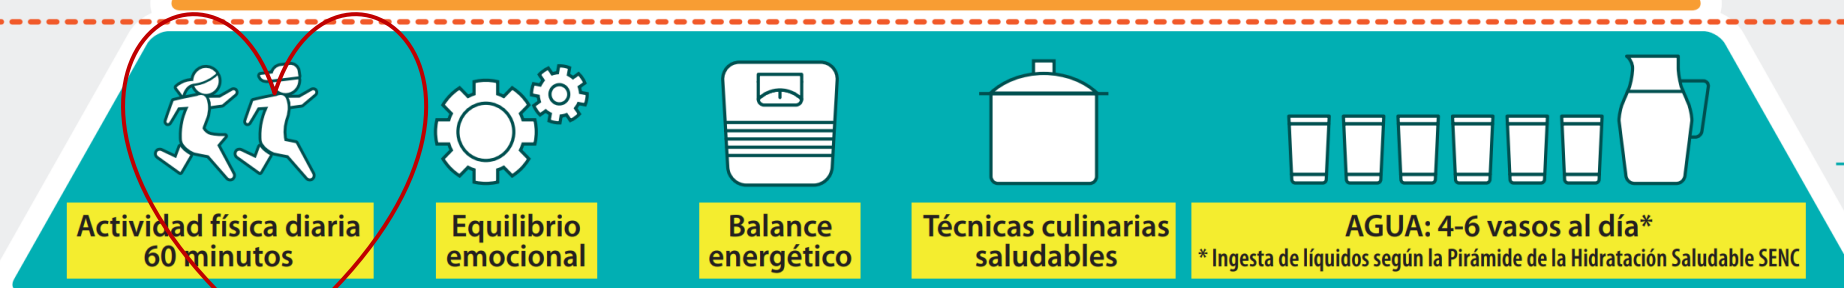 Actividad física diaria
60 minutos
Equilibrio
emocional
Balance
energético
Técnicas culinarias
saludables
AGUA: 4-6 vasos al día*
* Ingesta de líquidos según la Pirámide de la Hidratación Saludable SENC